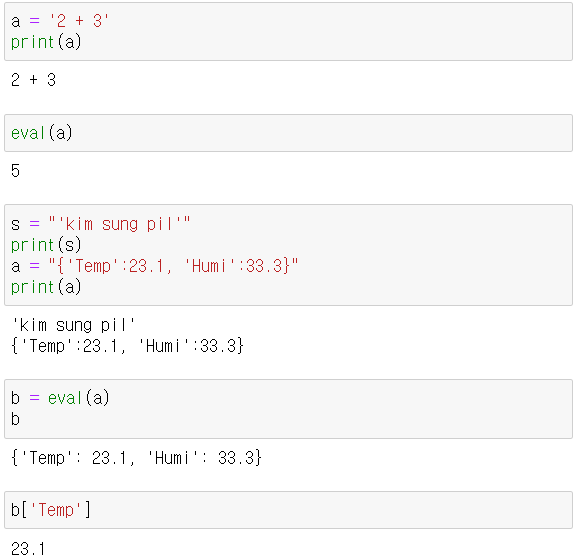 a = '2 + 3'
print(a)
2 + 3
eval(a)
5
s = "'kim sung pil'"
print(s)
a = "{'Temp':23.1, 'Humi':33.3}"
print(a)
'kim sung pil'
{'Temp':23.1, 'Humi':33.3}
b = eval(a)
b
{'Temp': 23.1, 'Humi': 33.3}
b['Temp']
23.1